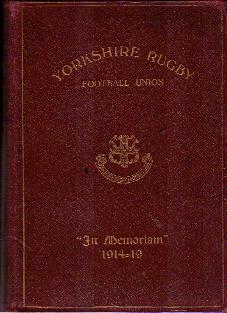 YORKSHIRE RUGBY
FOOTBALL UNION
"In Memoriam"
1914=19